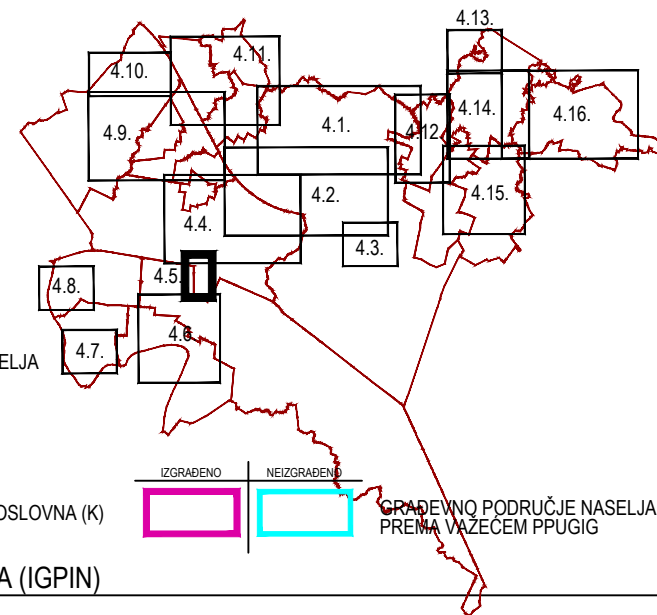 4.13.
4.11.
4.10.
4.1.
4.12.
4.14.
4.16.
4.9.
4.2.
4.15.
4.4.
4.3.
4.5.
4.8.
4.6
4.7.
ELJA
IZGRAĐENO
NEIZGRAĐENO
OSLOVNA (K)
GRAĐEVNO PODRUČJE NASELJA
PREMA VAŽEĆEM PPUGIG
A (IGPIN)